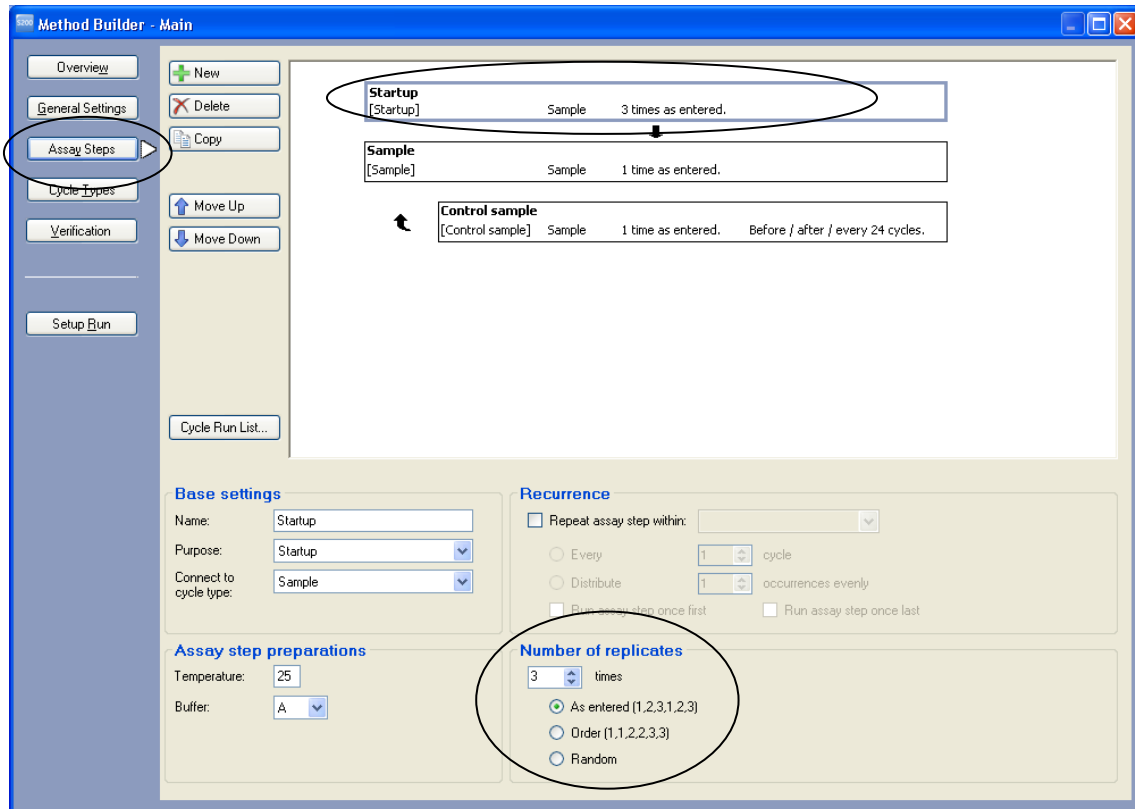 S200 Method Builder - Main
Overview
General Settings
Assay Steps
Cycle Types
Verification
Setup Run
New
Delete
Copy
Move Up
Move Down
Cycle Run List...
Startup
[Startup] Sample 3 times as entered.
Sample
[Sample] Sample 1 time as entered.
Control sample
[Control sample] Sample 1 time as entered. Before / after / every 24 cycles.
Base settings
Name: Startup
Purpose: Startup
Connect to
cycle type: Sample
Recurrence
Repeat assay step within:
Every 1 cycle
Distribute 1 occurrences evenly
Run assay step once first Run assay step once last
Assay step preparations
Temperature: 25
Buffer: A
Number of replicates
3 times
As entered (1,2,3,1,2,3)
Order (1,1,2,2,3,3)
Random